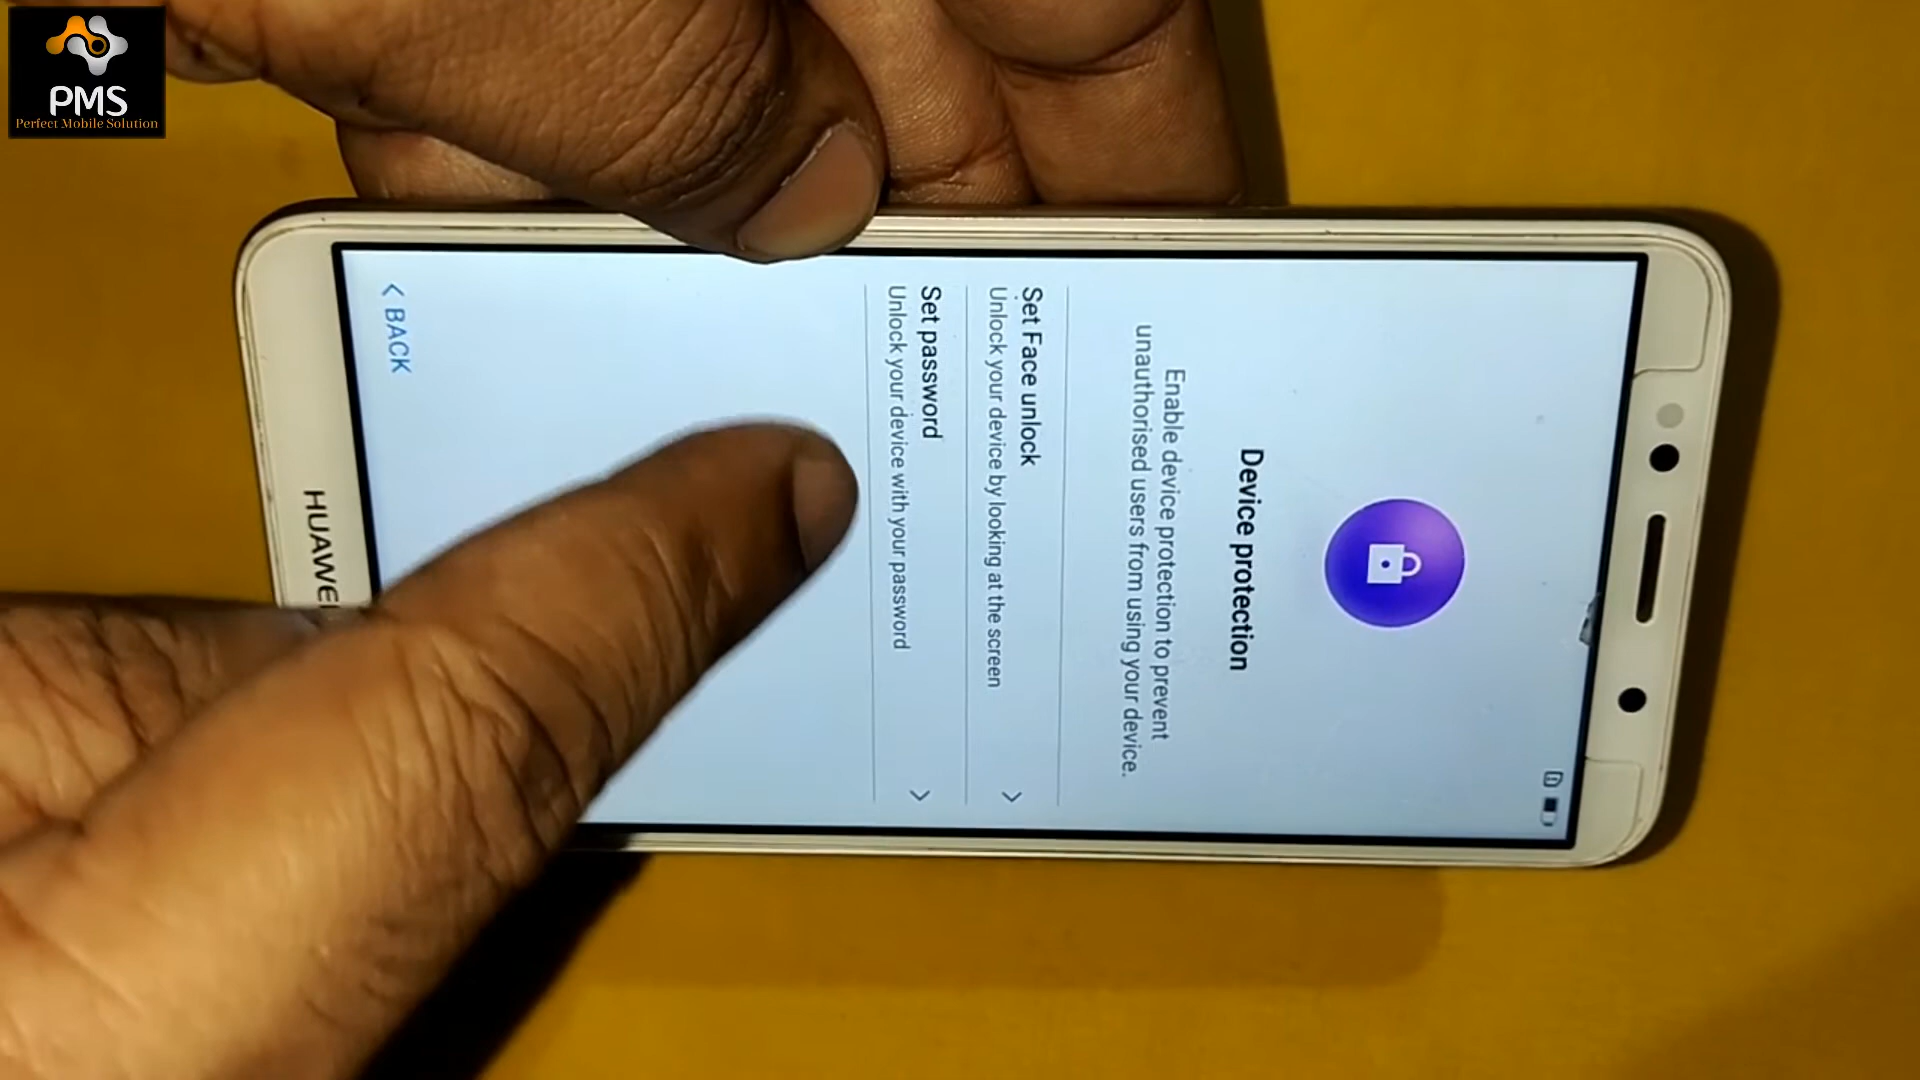 PMS
Perfect Mobile Solution
Device protection
Enable device protection to prevent
unauthorised users from using your device.
Set Face unlock
Unlock your device by looking at the screen
Set password
Unlock your device with your password
< BACK
HUAWEI